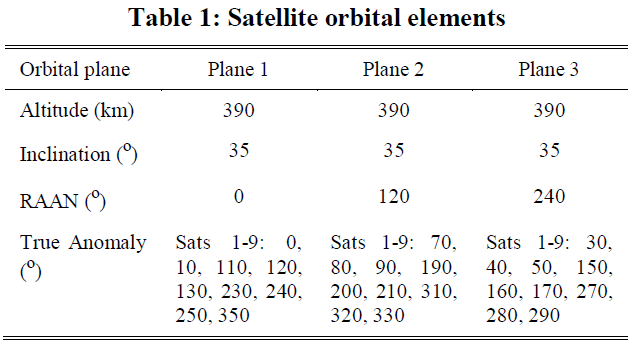 Table 1: Satellite orbital elements
Orbital plane Plane 1 Plane 2 Plane 3
Altitude (km) 390 390 390
Inclination (º) 35 35 35
RAAN (º) 0 120 240
True Anomaly Sats 1-9: 0, Sats 1-9: 70, Sats 1-9: 30,
(º) 10, 110, 120, 80, 90, 190, 40, 50, 150,
130, 230, 240, 200, 210, 310, 160, 170, 270,
250, 350 320, 330 280, 290